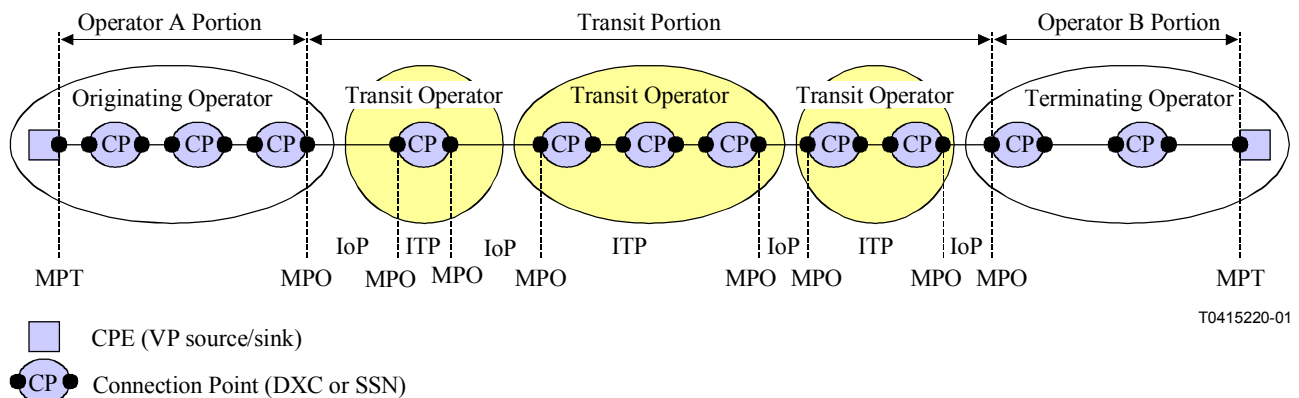 Operator A Portion Transit Portion Operator B Portion
Originating Operator Transit Operator Transit Operator Transit Operator Terminating Operator
CP CP CP CP CP CP CP CP CP CP CP
IoP ITP IoP ITP IoP ITP IoP
MPT MPO MPO MPO MPO MPO MPO MPO MPO MPT
T0415220-01
CPE (VP source/sink)
CP Connection Point (DXC or SSN)